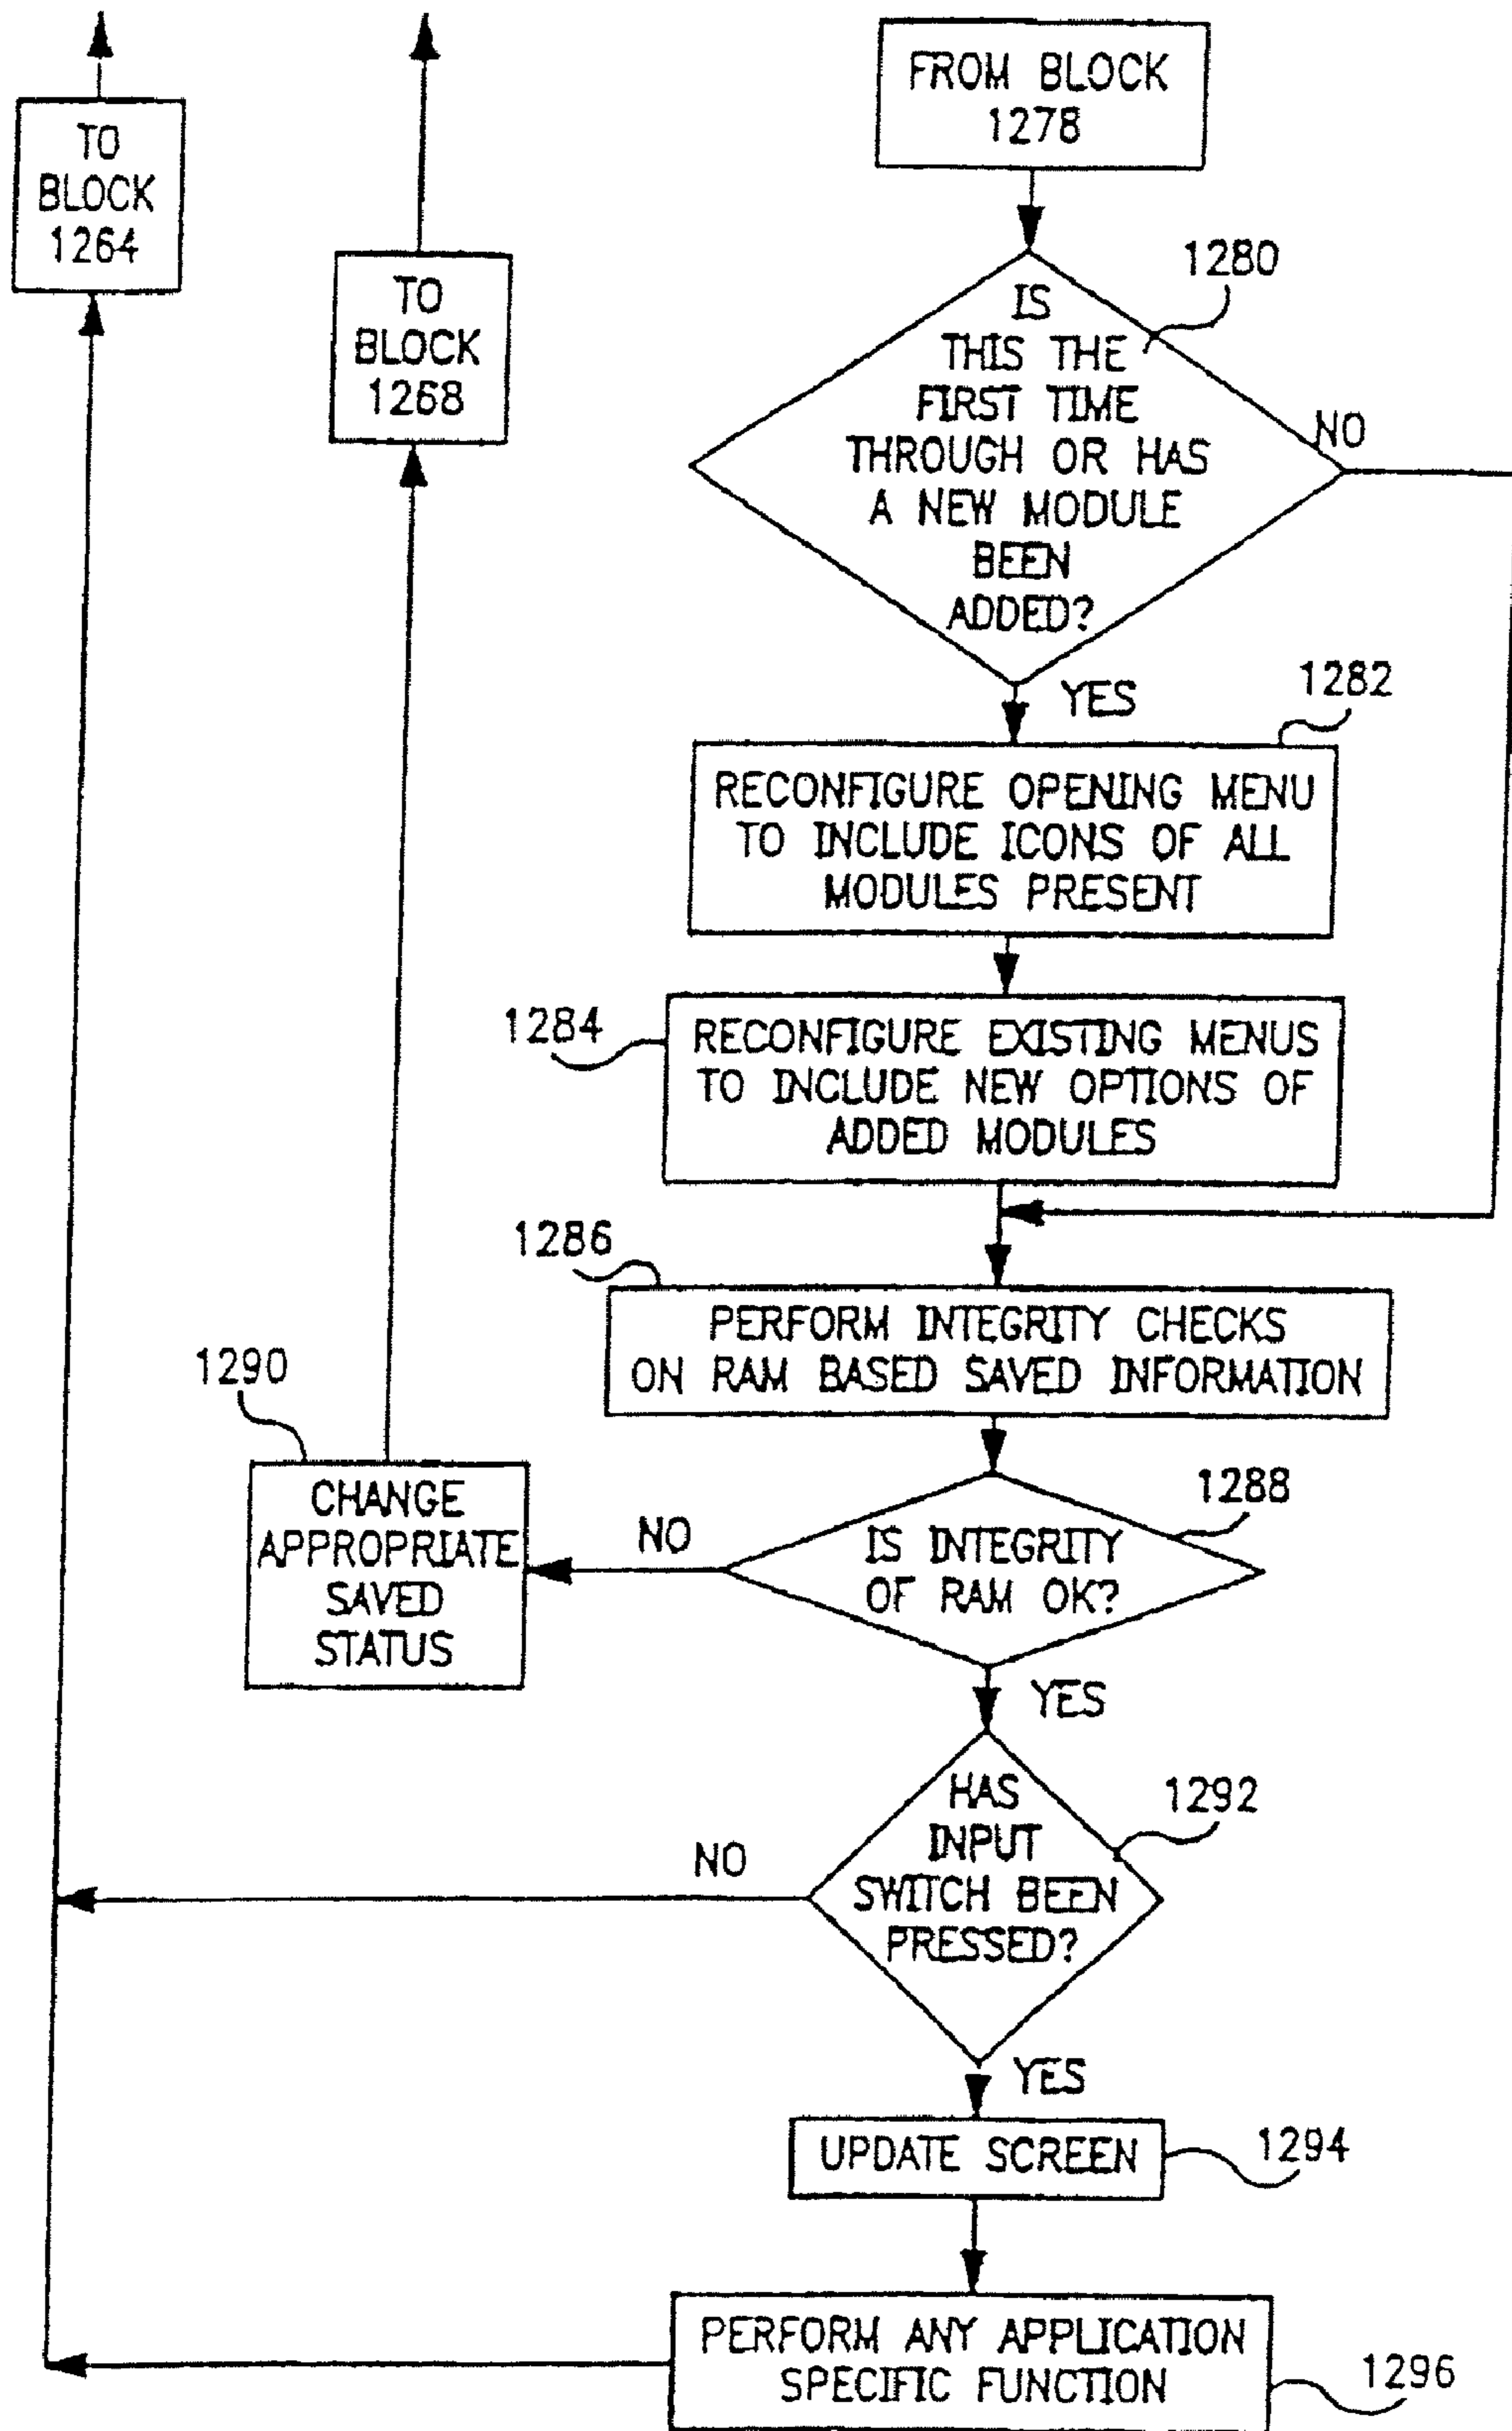 TO
BLOCK
1264
TO
BLOCK
1268
FROM BLOCK
1278
1280
IS
THIS THE
FIRST TIME
THROUGH OR HAS
A NEW MODULE
BEEN
ADDED?
NO
YES
1282
RECONFIGURE OPENING MENU
TO INCLUDE ICONS OF ALL
MODULES PRESENT
1284
RECONFIGURE EXISTING MENUS
TO INCLUDE NEW OPTIONS OF
ADDED MODULES
1286
PERFORM INTEGRITY CHECKS
ON RAM BASED SAVED INFORMATION
1290
CHANGE
APPROPRIATE
SAVED
STATUS
NO
1288
IS INTEGRITY
OF RAM OK?
YES
1292
HAS
INPUT
SWITCH BEEN
PRESSED?
NO
YES
UPDATE SCREEN
1294
PERFORM ANY APPLICATION
SPECIFIC FUNCTION
1296